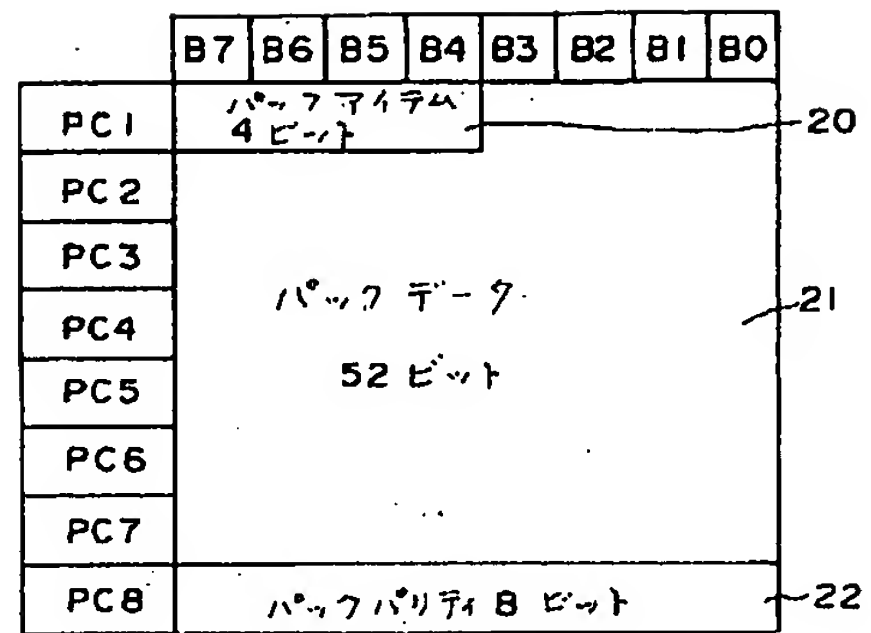 B7 B6 B5 B4 B3 B2 B1 B0
PC1 パックアイテム
4 ビット 20
PC2
PC3
パック データ 21
PC4
52 ビット
PC5
PC6
PC7
PC8 パックパリティ 8 ビット 22